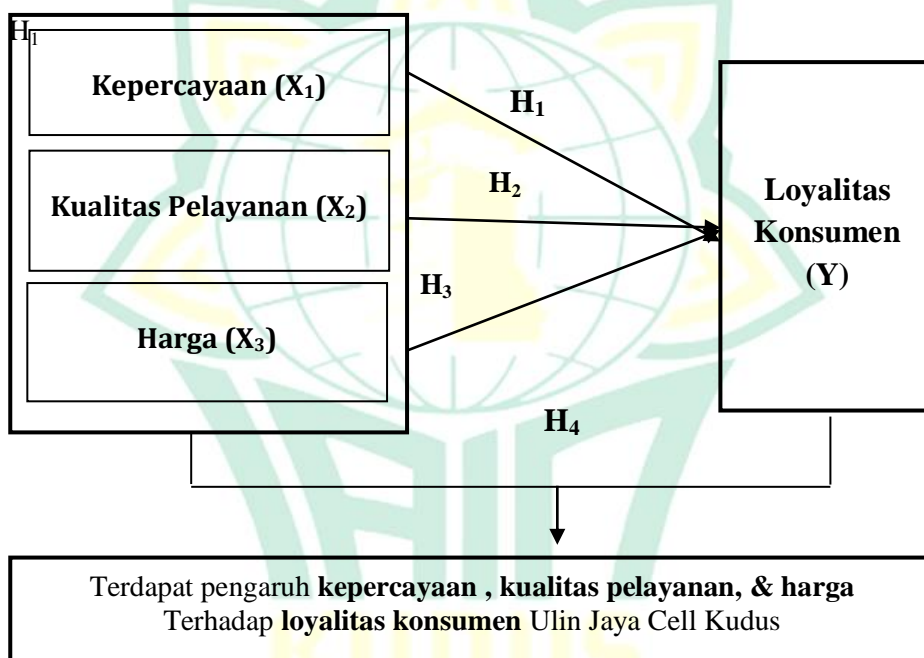 H1
Kepercayaan (X₁)
H₁
Kualitas Pelayanan (X₂)
H₂
Harga (X₃)
H₃
Loyalitas
Konsumen
(Y)
H₄
Terdapat pengaruh kepercayaan , kualitas pelayanan, & harga
Terhadap loyalitas konsumen Ulin Jaya Cell Kudus